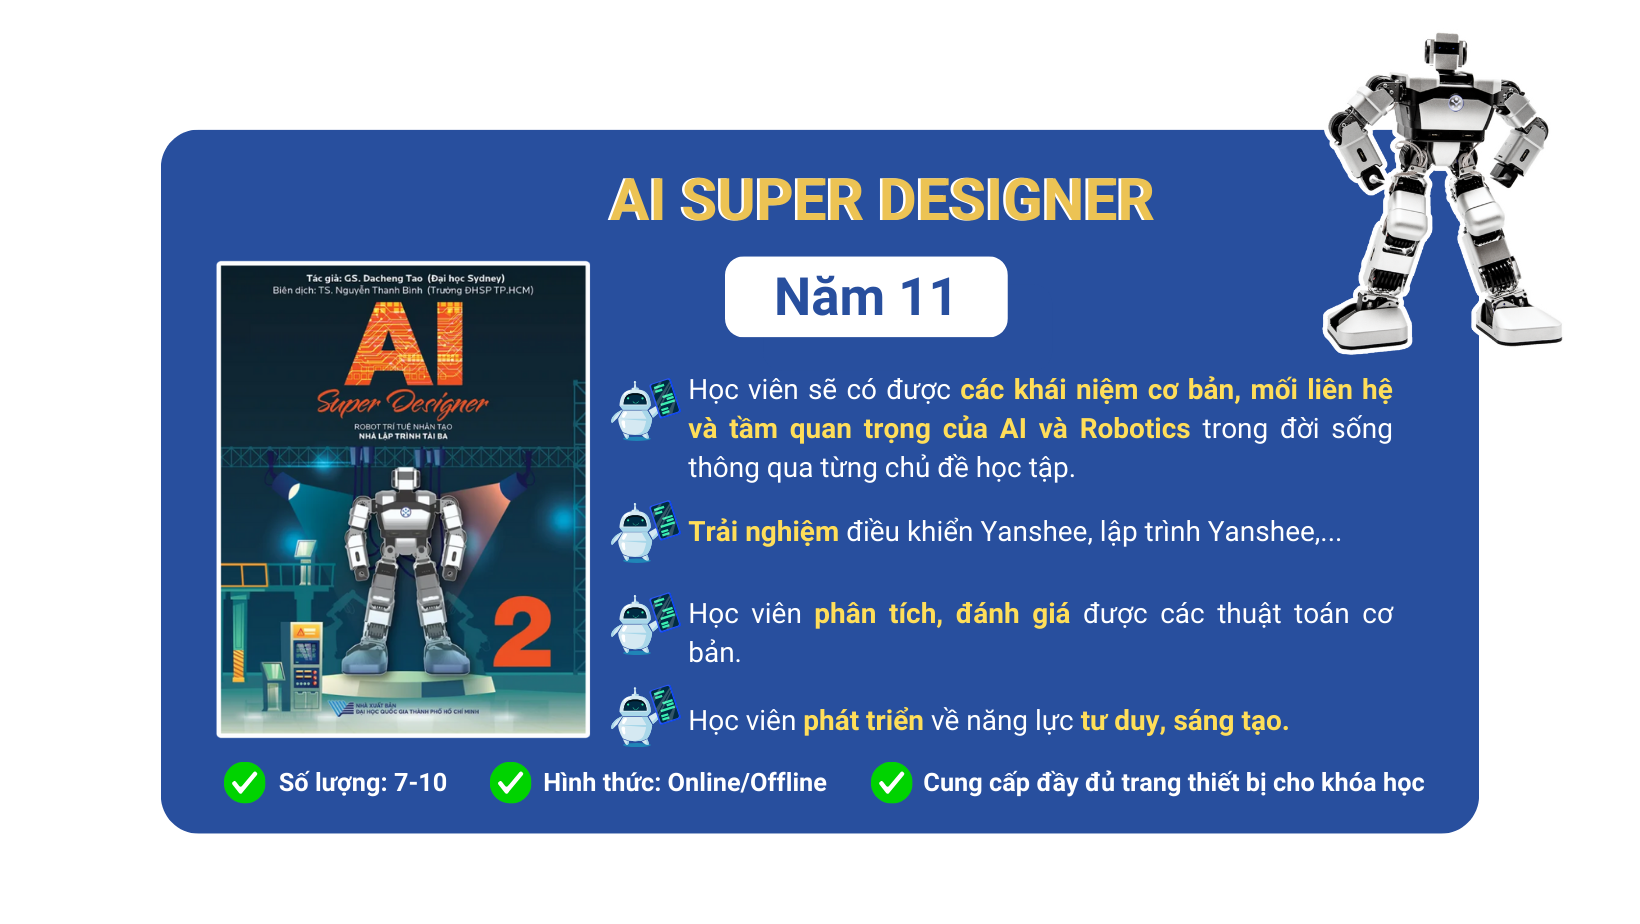 AI SUPER DESIGNER
Năm 11
Tác giả: GS. Dacheng Tao (Đại học Sydney)
Biên dịch: TS. Nguyễn Thanh Bình (Trường ĐHSP TP.HCM)
AI
Super Designer
ROBOT TRÍ TUỆ NHÂN TẠO
NHÀ LẬP TRÌNH TÀI BA
2
NHÀ XUẤT BẢN
ĐẠI HỌC QUỐC GIA THÀNH PHỐ HỒ CHÍ MINH
Học viên sẽ có được các khái niệm cơ bản, mối liên hệ
và tầm quan trọng của AI và Robotics trong đời sống
thông qua từng chủ đề học tập.
Trải nghiệm điều khiển Yanshee, lập trình Yanshee,...
Học viên phân tích, đánh giá được các thuật toán cơ
bản.
Học viên phát triển về năng lực tư duy, sáng tạo.
Số lượng: 7-10
Hình thức: Online/Offline
Cung cấp đầy đủ trang thiết bị cho khóa học